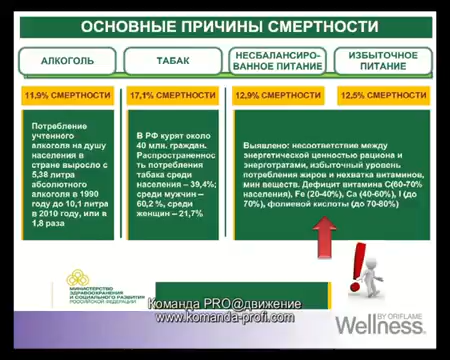 ОСНОВНЫЕ ПРИЧИНЫ СМЕРТНОСТИ
АЛКОГОЛЬ
ТАБАК
НЕСБАЛАНСИРО-
ВАННОЕ ПИТАНИЕ
ИЗБЫТОЧНОЕ
ПИТАНИЕ
11,9% СМЕРТНОСТИ
17,1% СМЕРТНОСТИ
12,9% СМЕРТНОСТИ
12,5% СМЕРТНОСТИ
Потребление
учтенного
алкоголя на душу
населения в
стране выросло с
5,38 литра
абсолютного
алкоголя в 1990
году до 10,1 литра
в 2010 году, или в
1,8 раза
В РФ курят около
40 млн. граждан.
Распространеннос
ть потребления
табака среди
населения – 39,4%;
среди мужчин –
60,2 %, среди
женщин – 21,7%
Выявлено: несоответствие между
энергетической ценностью рациона и
энерготратами, избыточный уровень
потребления жиров и нехватка витаминов,
мин веществ. Дефицит витамина С(60-70%
населения), Fe (20-40%), Ca (40-60%), I (до
70%), фолиевой кислоты (до 70-80%)
МИНИСТЕРСТВО
ЗДРАВООХРАНЕНИЯ
И СОЦИАЛЬНОГО РАЗВИТИЯ
РОССИЙСКОЙ ФЕДЕРАЦИИ
Команда PRO@движение
www.komanda-profi.com
BY ORIFLAME
Wellness.